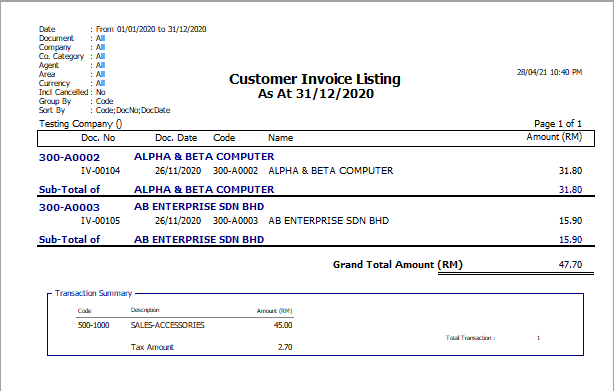 Date : From 01/01/2020 to 31/12/2020
Document : All
Company : All
Co. Category : All
Agent : All
Area : All
Currency : All
Incl Cancelled : No
Group By : Code
Sort By : Code;DocNo;DocDate
Customer Invoice Listing
As At 31/12/2020
28/04/21 10:40 PM
Testing Company () Page 1 of 1
Doc. No Doc. Date Code Name Amount (RM)
300-A0002 ALPHA & BETA COMPUTER
IV-00104 26/11/2020 300-A0002 ALPHA & BETA COMPUTER 31.80
Sub-Total of ALPHA & BETA COMPUTER 31.80
300-A0003 AB ENTERPRISE SDN BHD
IV-00105 26/11/2020 300-A0003 AB ENTERPRISE SDN BHD 15.90
Sub-Total of AB ENTERPRISE SDN BHD 15.90
Grand Total Amount (RM) 47.70
Transaction Summary
Code Description Amount (RM)
500-1000 SALES-ACCESSORIES 45.00
Total Transaction : 1
Tax Amount 2.70